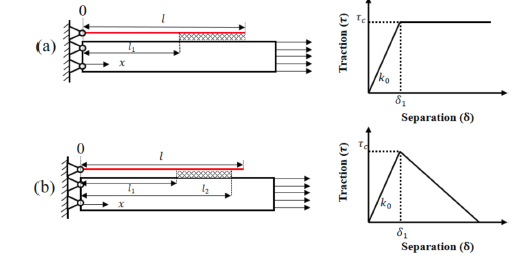 (a)
0
l
l₁
x
Traction (τ)
τc
k₀
δ₁
Separation (δ)
(b)
0
l
l₁
l₂
x
Traction (τ)
τc
k₀
δ₁
Separation (δ)